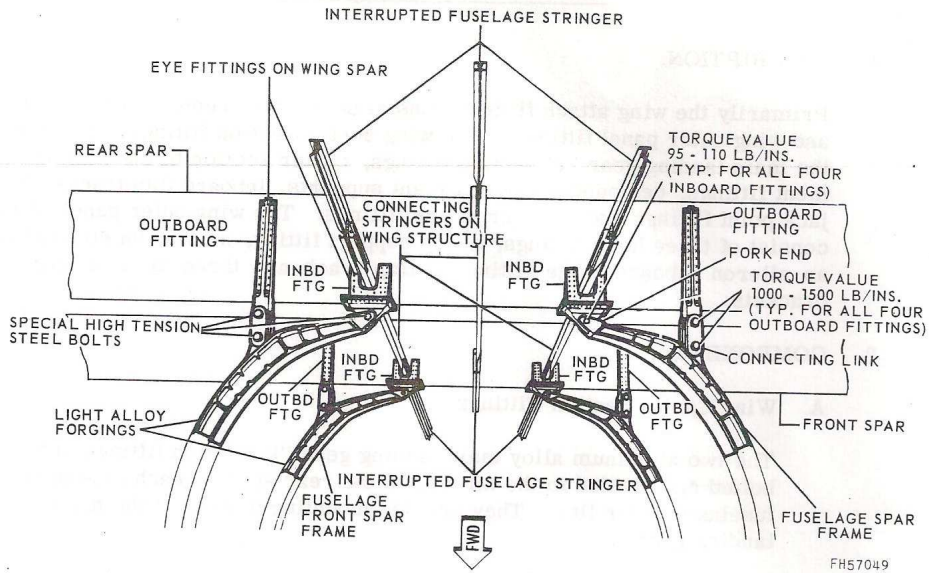 INTERRUPTED FUSELAGE STRINGER
EYE FITTINGS ON WING SPAR
REAR SPAR
TORQUE VALUE
95 - 110 LB/INS.
(TYP. FOR ALL FOUR
INBOARD FITTINGS)
CONNECTING
STRINGERS ON
WING STRUCTURE
OUTBOARD
FITTING
OUTBOARD
FITTING
FORK END
INBD
FTG
INBD
FTG
TORQUE VALUE
1000 - 1500 LB/INS.
(TYP. FOR ALL FOUR
OUTBOARD FITTINGS)
SPECIAL HIGH TENSION
STEEL BOLTS
CONNECTING LINK
INBD
FTG
INBD
FTG
OUTBD
FTG
OUTBD
FTG
LIGHT ALLOY
FORGINGS
FRONT SPAR
INTERRUPTED FUSELAGE STRINGER
FUSELAGE
FRONT SPAR
FRAME
FUSELAGE SPAR
FRAME
FWD
FH57049